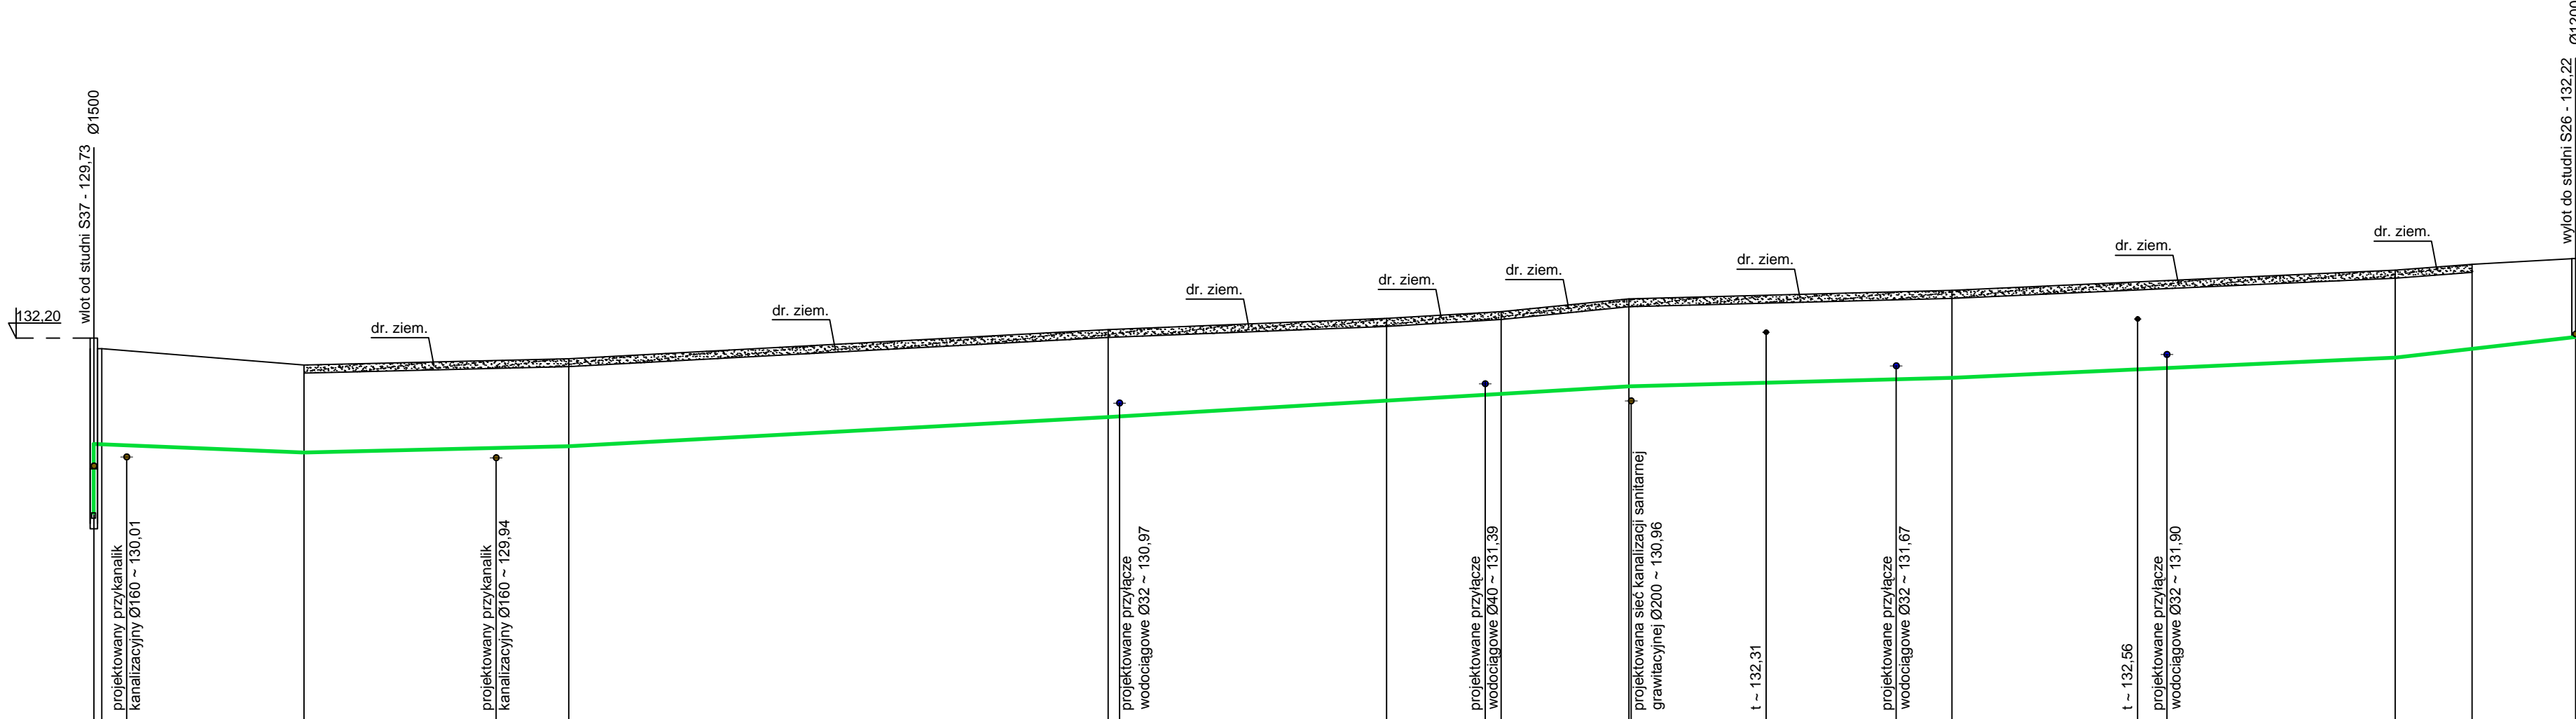 132,20
wlot od studni S37 - 129,73
Ø1500
projektowany przykanalik
kanalizacyjny Ø160 ~ 130,01
dr. ziem.
projektowany przykanalik
kanalizacyjny Ø160 ~ 129,94
dr. ziem.
projektowane przyłącze
wodociągowe Ø32 ~ 130,97
dr. ziem.
dr. ziem.
projektowane przyłącze
wodociągowe Ø40 ~ 131,39
dr. ziem.
projektowana sieć kanalizacji sanitarnej
grawitacyjnej Ø200 ~ 130,96
dr. ziem.
t ~ 132,31
projektowane przyłącze
wodociągowe Ø32 ~ 131,67
dr. ziem.
t ~ 132,56
projektowane przyłącze
wodociągowe Ø32 ~ 131,90
dr. ziem.
wylot do studni S26 - 132,22
Ø1200